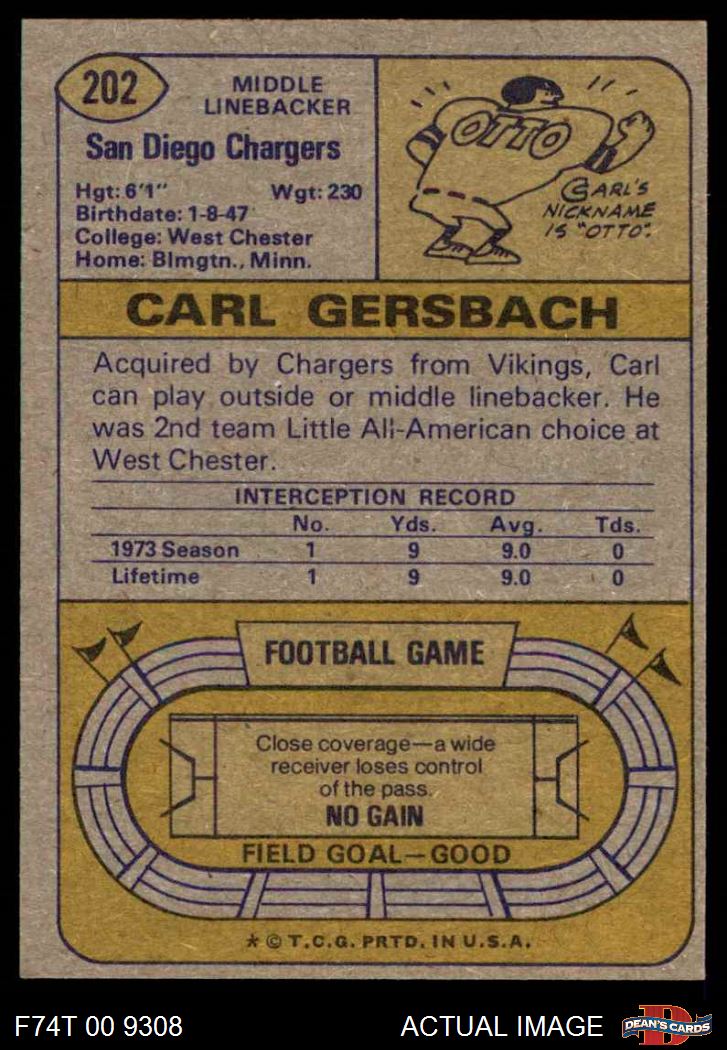 202
MIDDLE
LINEBACKER
San Diego Chargers
Hgt: 6'1" Wgt: 230
Birthdate: 1-8-47
College: West Chester
Home: Blmgtn., Minn.
OTTO
CARL'S
NICKNAME
IS "OTTO".
CARL GERSBACH
Acquired by Chargers from Vikings, Carl
can play outside or middle linebacker. He
was 2nd team Little All-American choice at
West Chester.
INTERCEPTION RECORD
No. Yds. Avg. Tds.
1973 Season 1 9 9.0 0
Lifetime 1 9 9.0 0
FOOTBALL GAME
Close coverage—a wide
receiver loses control
of the pass.
NO GAIN
FIELD GOAL—GOOD
* © T.C.G. PRTD. IN U.S.A.
F74T 00 9308 ACTUAL IMAGE
D
DEAN'S CARDS